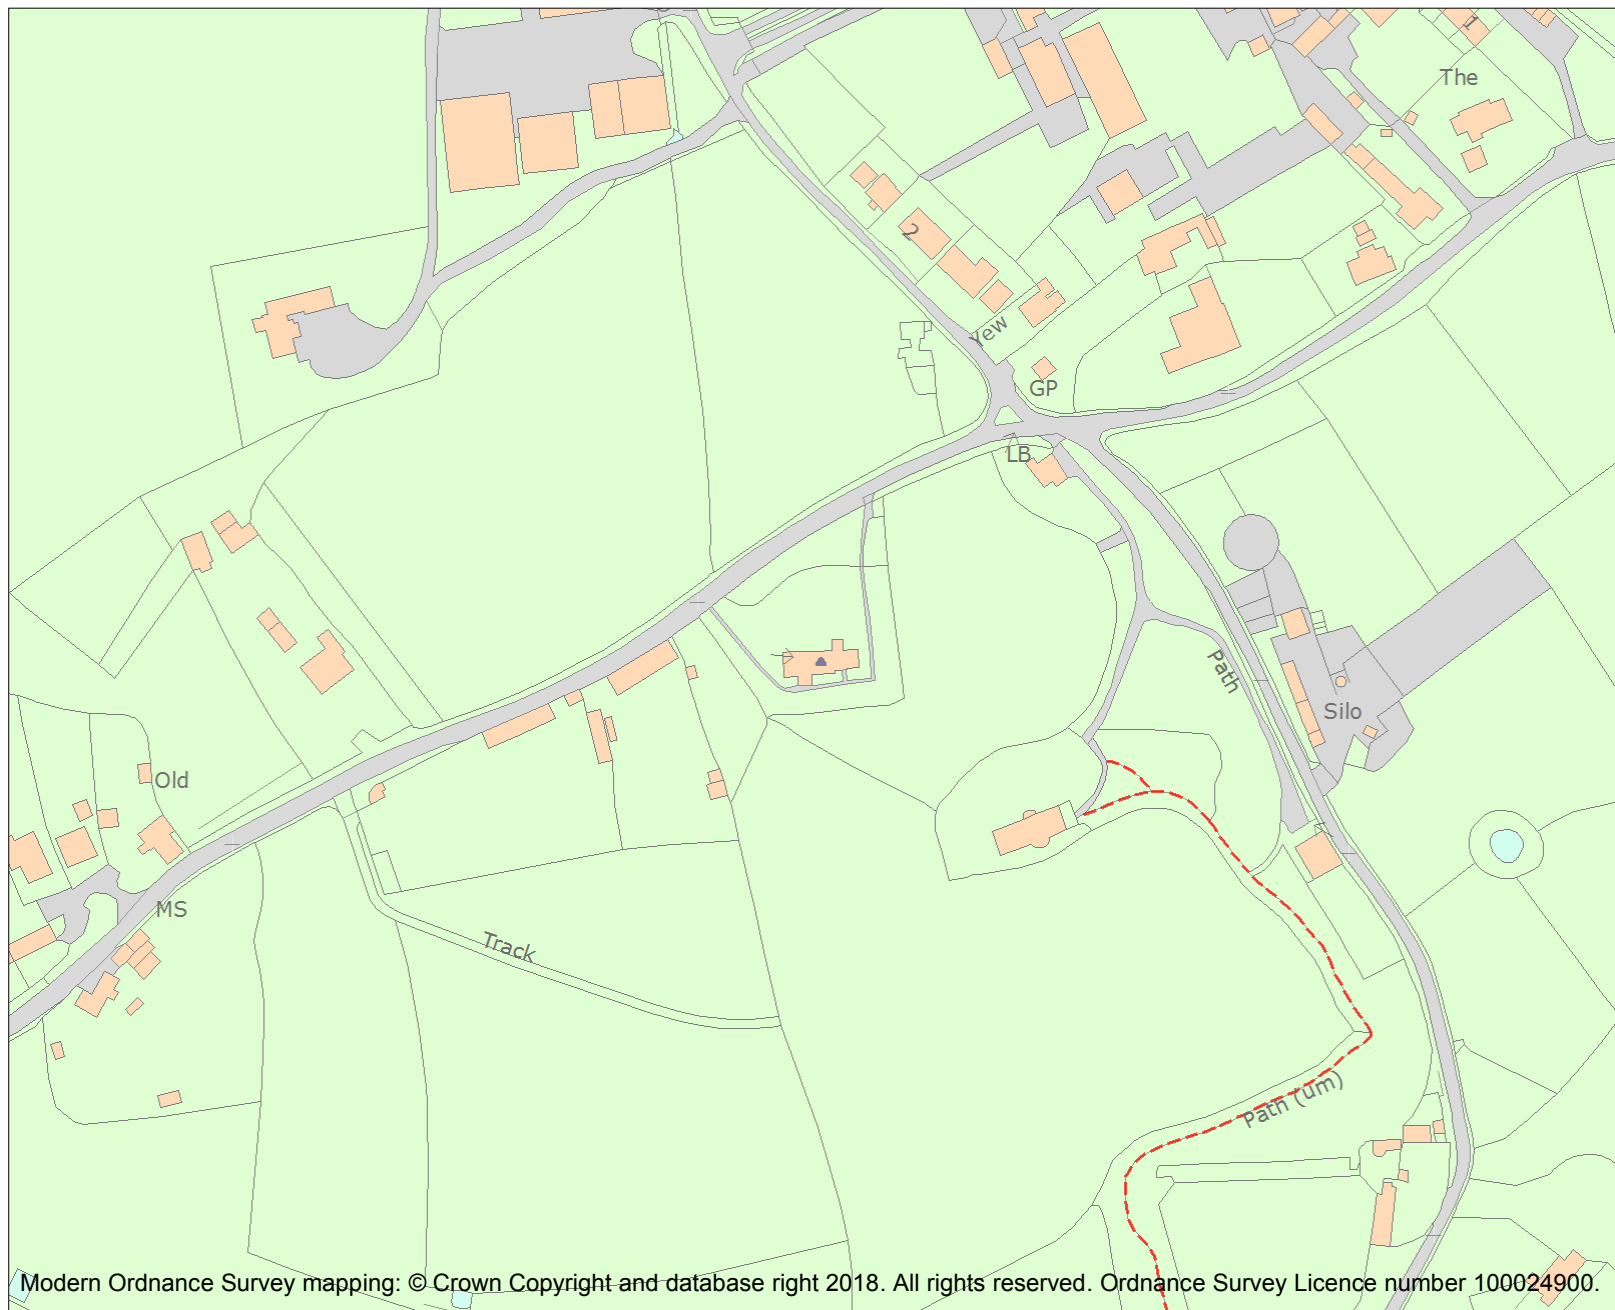 1
The
2
Yew
GP
LB
Path
Silo
Old
MS
Track
Path (um)
Modern Ordnance Survey mapping: © Crown Copyright and database right 2018. All rights reserved. Ordnance Survey Licence number 100024900.